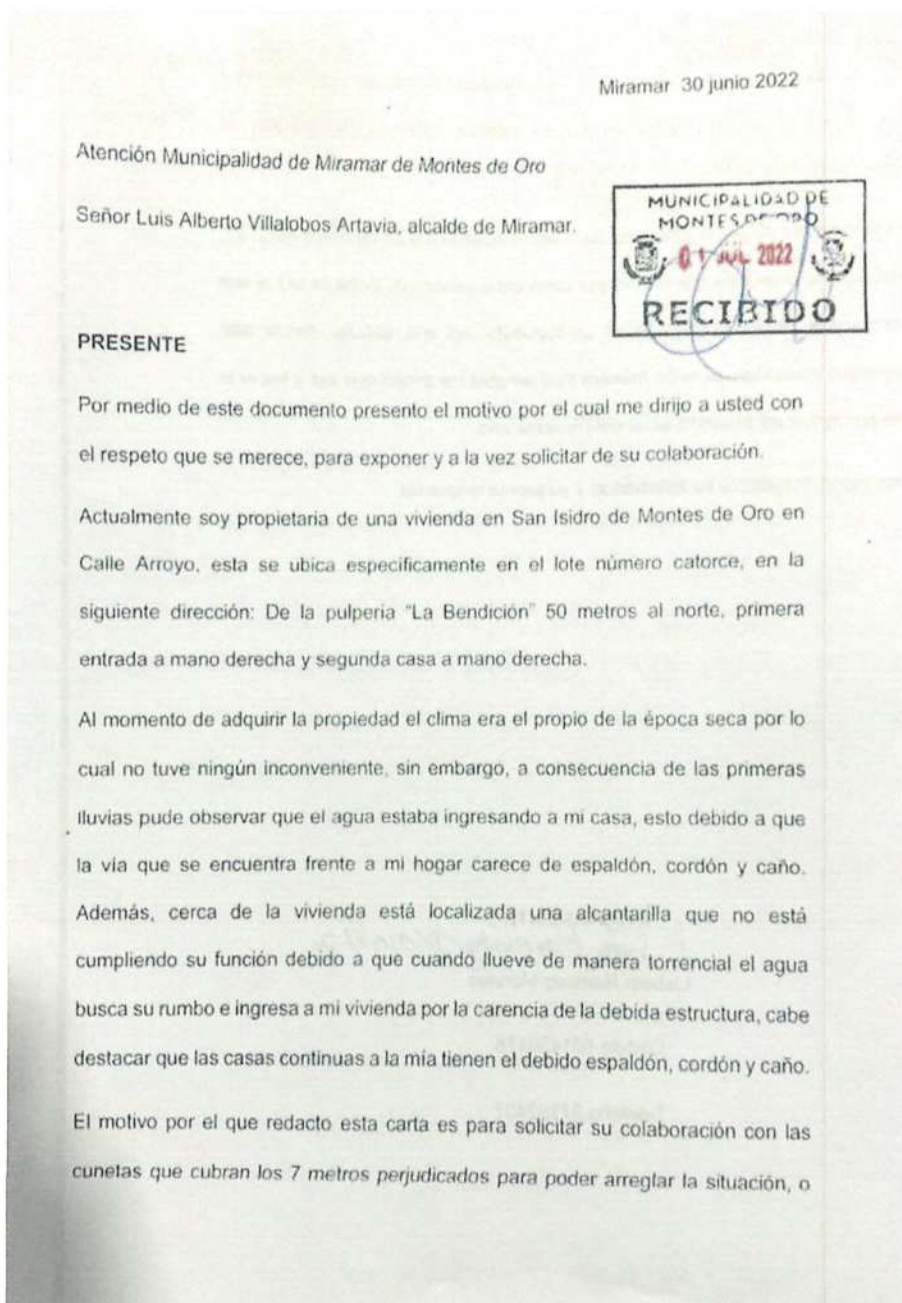 Miramar 30 junio 2022
Atención Municipalidad de Miramar de Montes de Oro
Señor Luis Alberto Villalobos Artavia, alcalde de Miramar.
MUNICIPALIDAD DE
MONTES DE ORO
01 JUL 2022
RECIBIDO
PRESENTE
Por medio de este documento presento el motivo por el cual me dirijo a usted con
el respeto que se merece, para exponer y a la vez solicitar de su colaboración.
Actualmente soy propietaria de una vivienda en San Isidro de Montes de Oro en
Calle Arroyo, esta se ubica especificamente en el lote número catorce, en la
siguiente dirección: De la pulperia "La Bendición" 50 metros al norte, primera
entrada a mano derecha y segunda casa a mano derecha.
Al momento de adquirir la propiedad el clima era el propio de la época seca por lo
cual no tuve ningún inconveniente, sin embargo, a consecuencia de las primeras
lluvias pude observar que el agua estaba ingresando a mi casa, esto debido a que
la vía que se encuentra frente a mi hogar carece de espaldón, cordón y caño.
Además, cerca de la vivienda está localizada una alcantarilla que no está
cumpliendo su función debido a que cuando llueve de manera torrencial el agua
busca su rumbo e ingresa a mi vivienda por la carencia de la debida estructura, cabe
destacar que las casas continuas a la mía tienen el debido espaldón, cordón y caño.
El motivo por el que redacto esta carta es para solicitar su colaboración con las
cunetas que cubran los 7 metros perjudicados para poder arreglar la situación, o